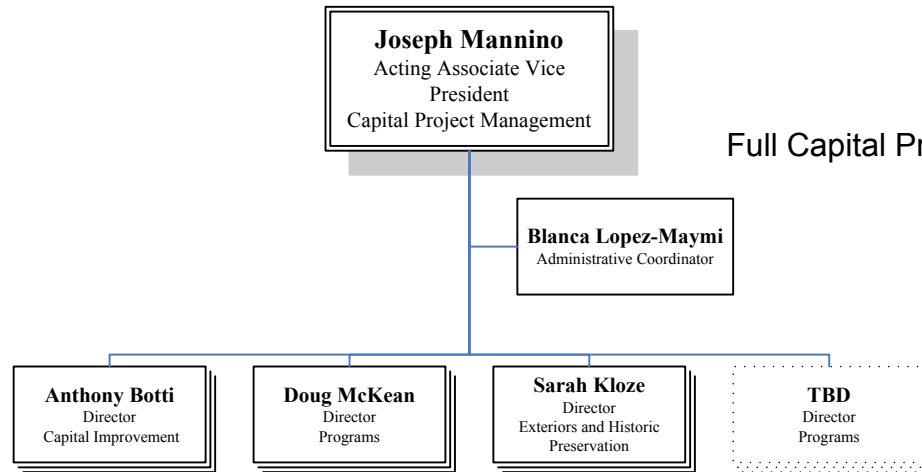 Joseph Mannino
Acting Associate Vice
President
Capital Project Management
Full Capital
Blanca Lopez-Maymi
Administrative Coordinator
Anthony Botti
Director
Capital Improvement
Doug McKean
Director
Programs
Sarah Kloze
Director
Exteriors and Historic
Preservation
TBD
Director
Programs